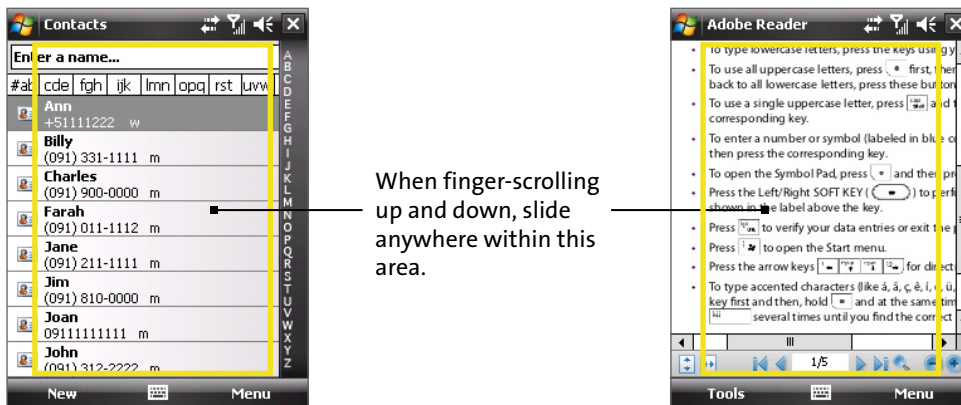 Contacts
Enter a name...
#ab cde fgh ijk lmn opq rst uvw
Ann
+51111222 w
Billy
(091) 331-1111 m
Charles
(091) 900-0000 m
Farah
(091) 011-1112 m
Jane
(091) 211-1111 m
Jim
(091) 810-0000 m
Joan
09111111111 m
John
(091) 312-2222 m
A
B
C
D
E
F
G
H
I
J
K
L
M
N
O
P
Q
R
S
T
U
V
W
X
Y
Z
New Menu
When finger-scrolling
up and down, slide
anywhere within this
area.
Adobe Reader
To type lowercase letters, press the keys using y
To use all uppercase letters, press first, then
back to all lowercase letters, press these button
To use a single uppercase letter, press and t
corresponding key.
To enter a number or symbol (labeled in blue co
then press the corresponding key.
To open the Symbol Pad, press and then pre
Press the Left/Right SOFT KEY ( ) to perfo
shown in the label above the key.
Press to verify your data entries or exit the p
Press to open the Start menu.
Press the arrow keys for directi
To type accented characters (like á, ä, ç, ê, í, ü,
key first and then, hold and at the same tim
several times until you find the correct
1/5
Tools Menu